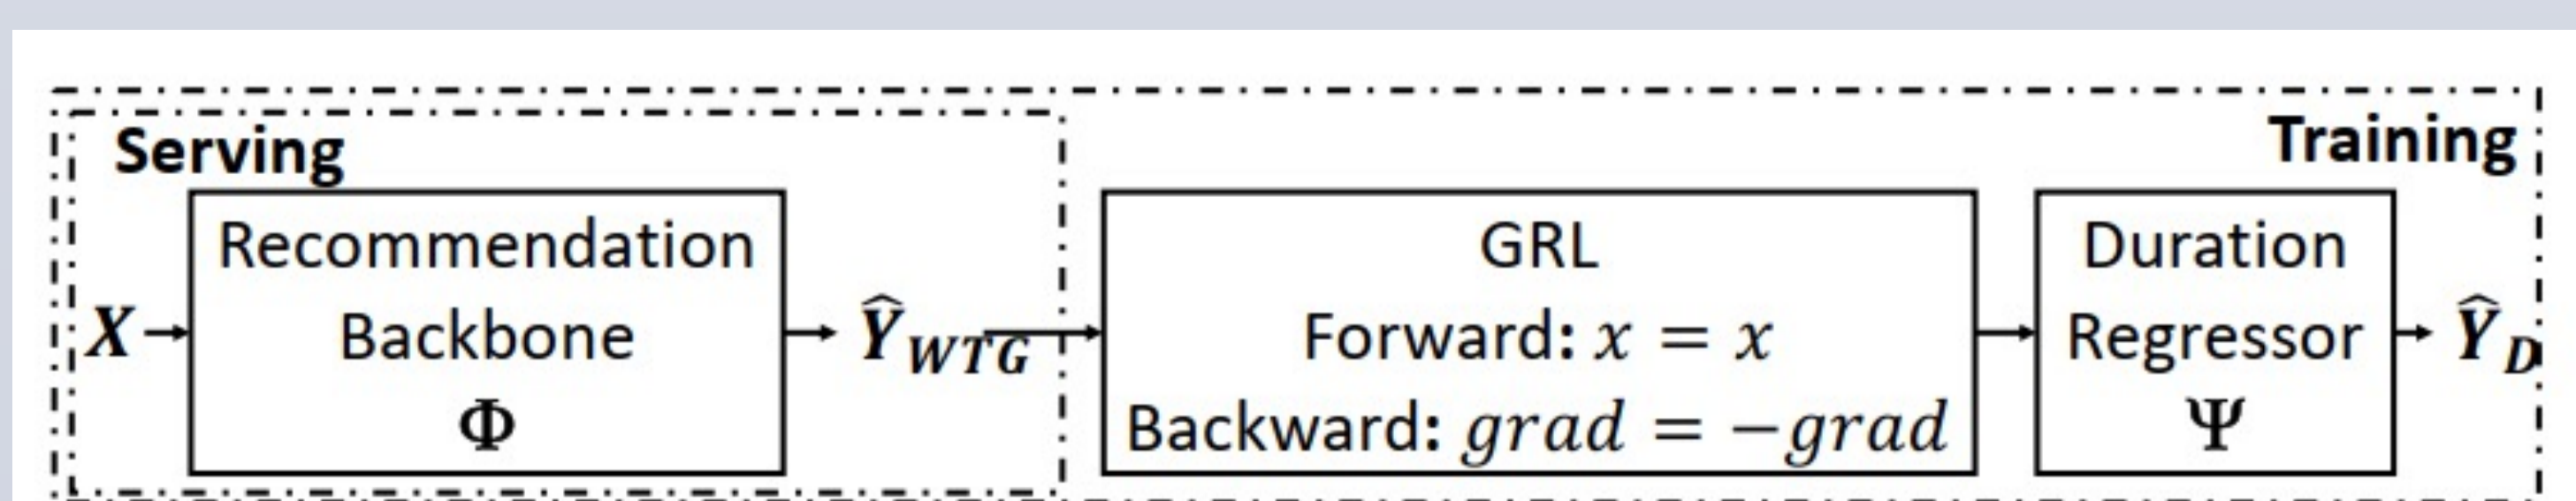 Serving
Training
X
Recommendation
Backbone
Φ
Ŷ_WTG
GRL
Forward: x = x
Backward: grad = −grad
Duration
Regressor
Ψ
Ŷ_D